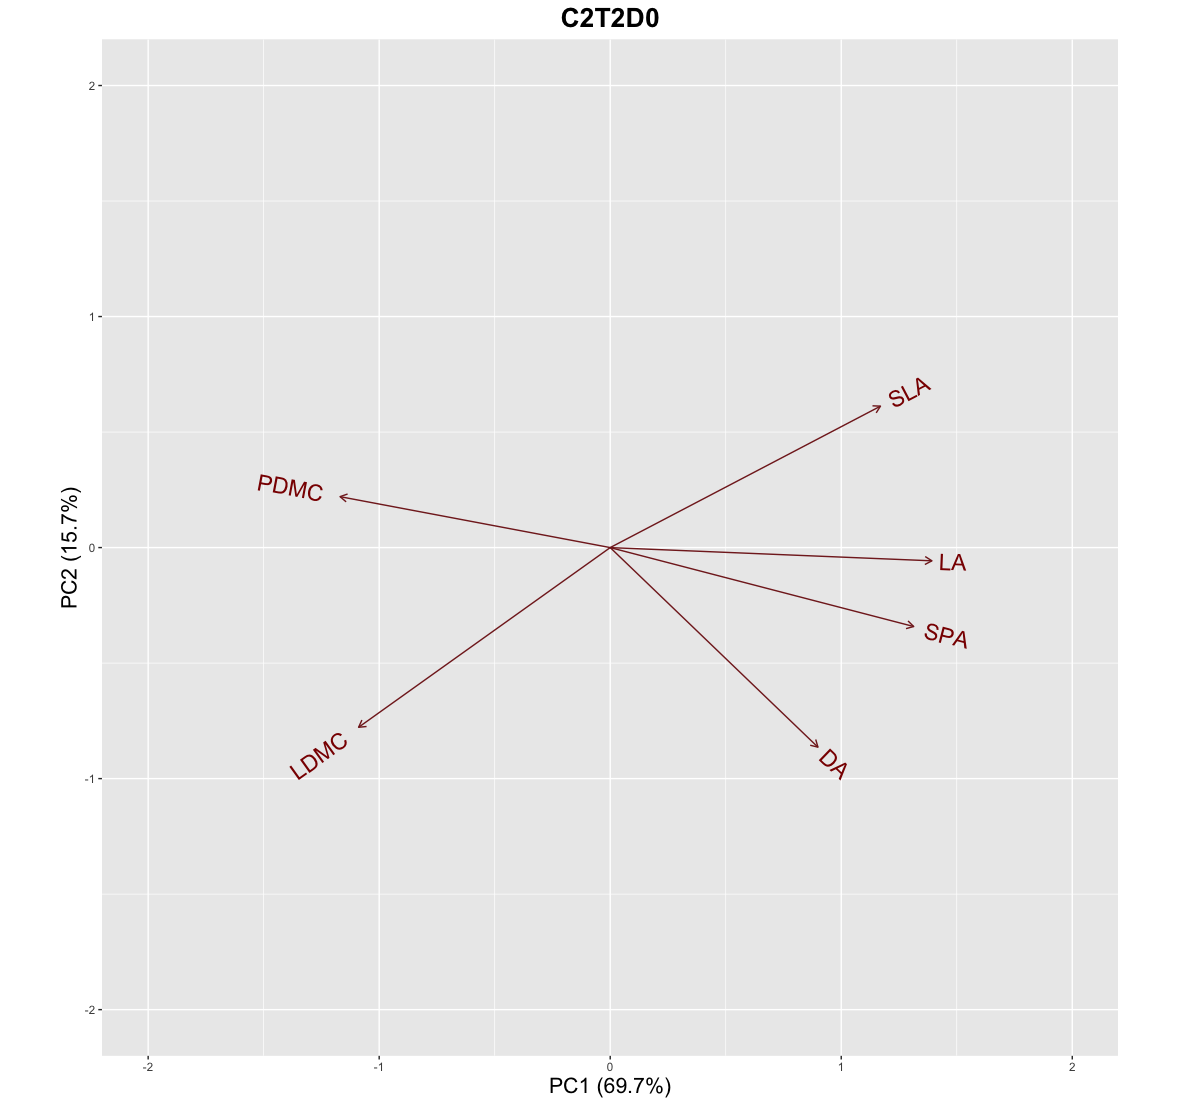 C2T2D0
2
1
0
-1
-2
PC2 (15.7%)
SLA
PDMC
LA
SPA
LDMC
DA
-2
-1
0
1
2
PC1 (69.7%)